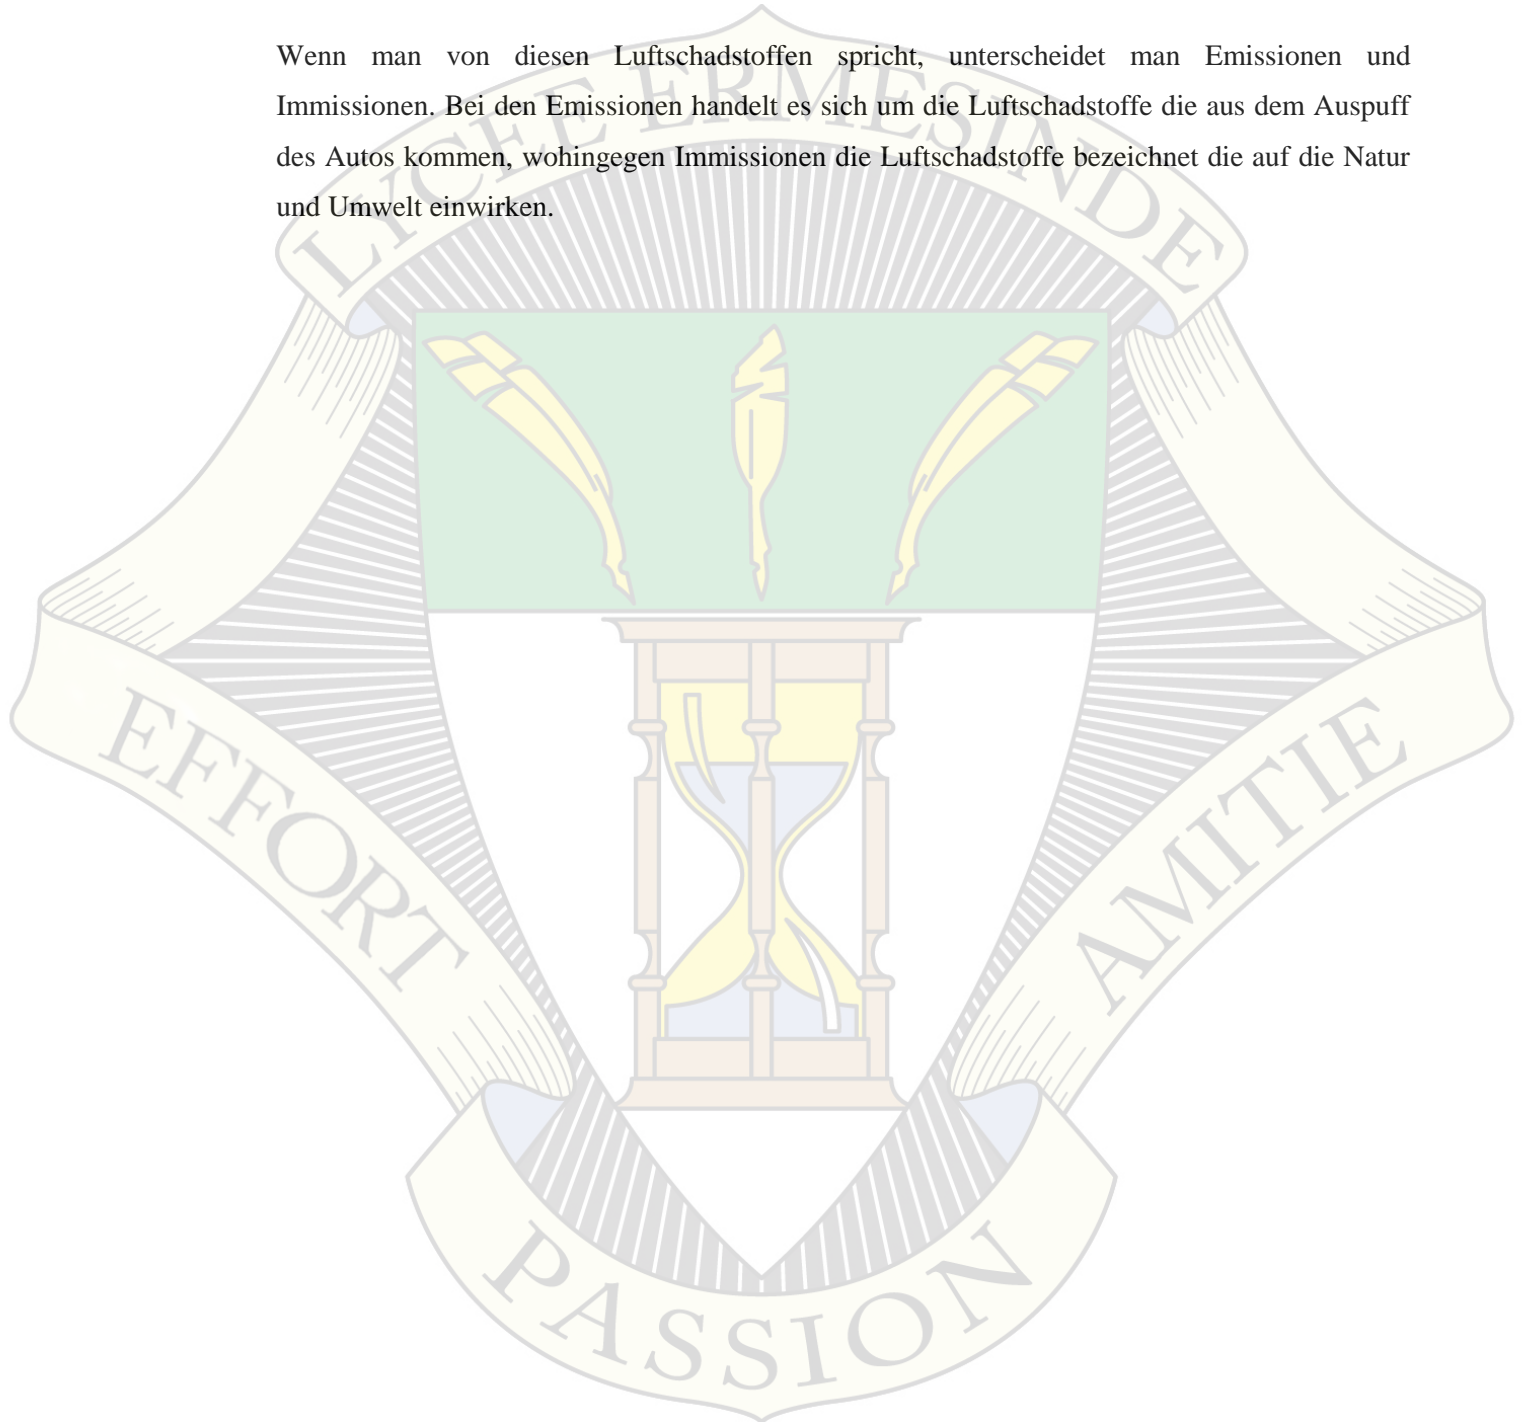 Wenn man von diesen Luftschadstoffen spricht, unterscheidet man Emissionen und
Immissionen. Bei den Emissionen handelt es sich um die Luftschadstoffe die aus dem Auspuff
des Autos kommen, wohingegen Immissionen die Luftschadstoffe bezeichnet die auf die Natur
und Umwelt einwirken.
LYCEE ERMESINDE
EFFORT
AMITIE
PASSION